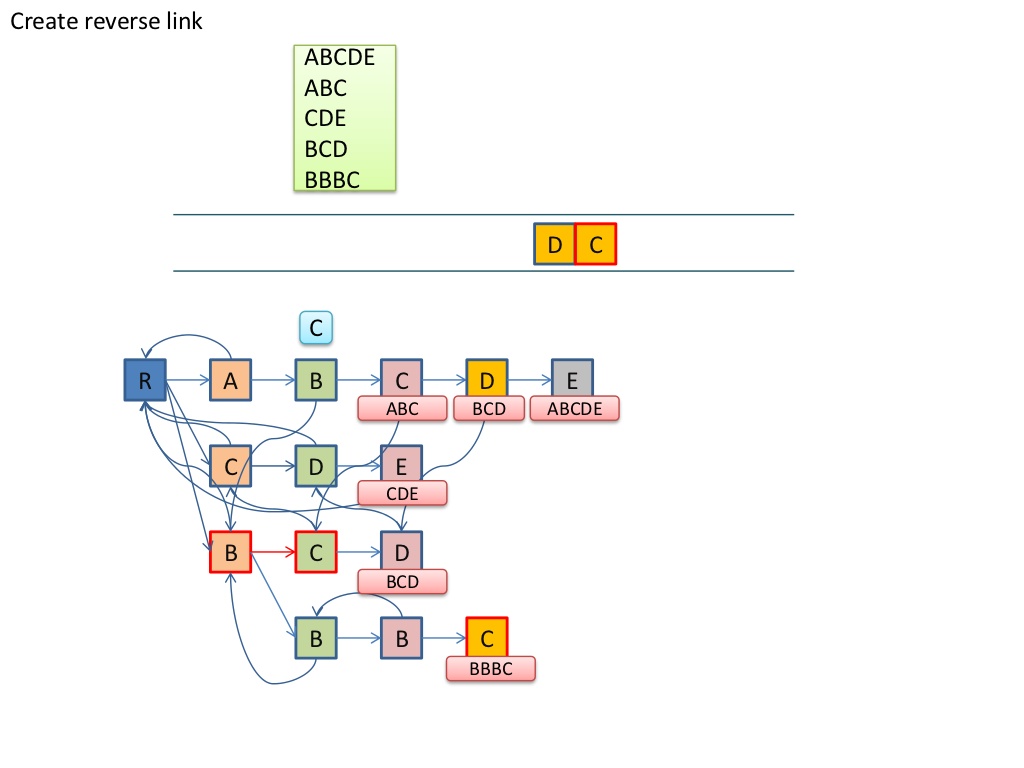 Create reverse link
ABCDE
ABC
CDE
BCD
BBBC
D C
C
R A B C D E
ABC BCD ABCDE
C D E
CDE
B C D
BCD
B B C
BBBC